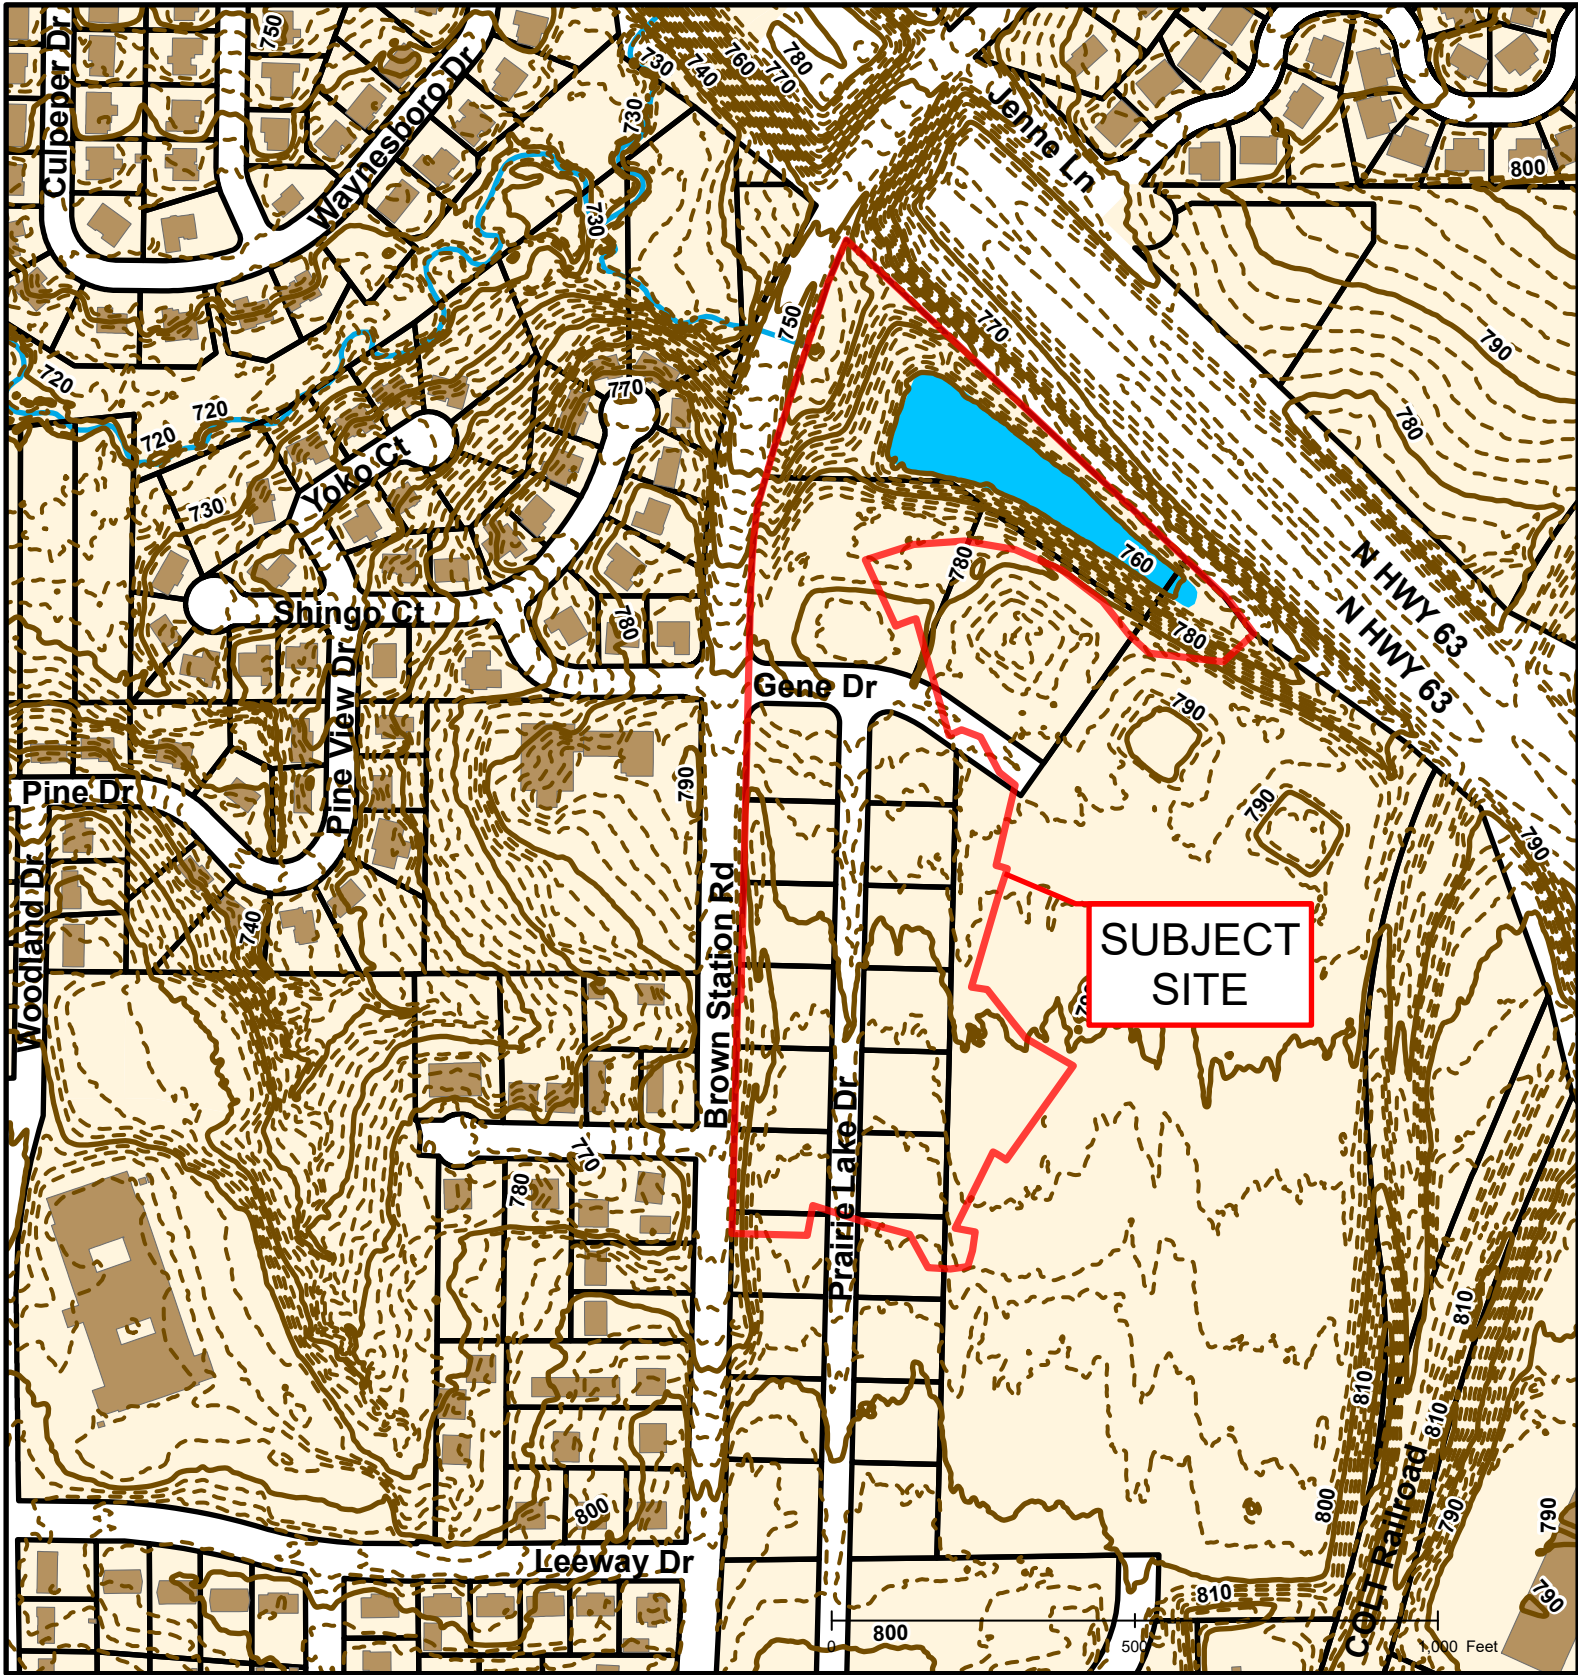 Culpeper Dr
750
Waynesboro Dr
730
740
760
770
780
730
Jenne Ln
800
730
750
770
790
720
720
720
770
780
Yoko Ct
730
760
780
N HWY 63
N HWY 63
Shingo Ct
780
780
Pine View Dr
Gene Dr
790
Pine Dr
790
790
790
Woodland Dr
740
Brown Station Rd
SUBJECT
SITE
790
Prairie Lake Dr
770
780
810
810
810
COLT Railroad
800
800
790
790
Leeway Dr
810
790
800
0
500
1,000 Feet